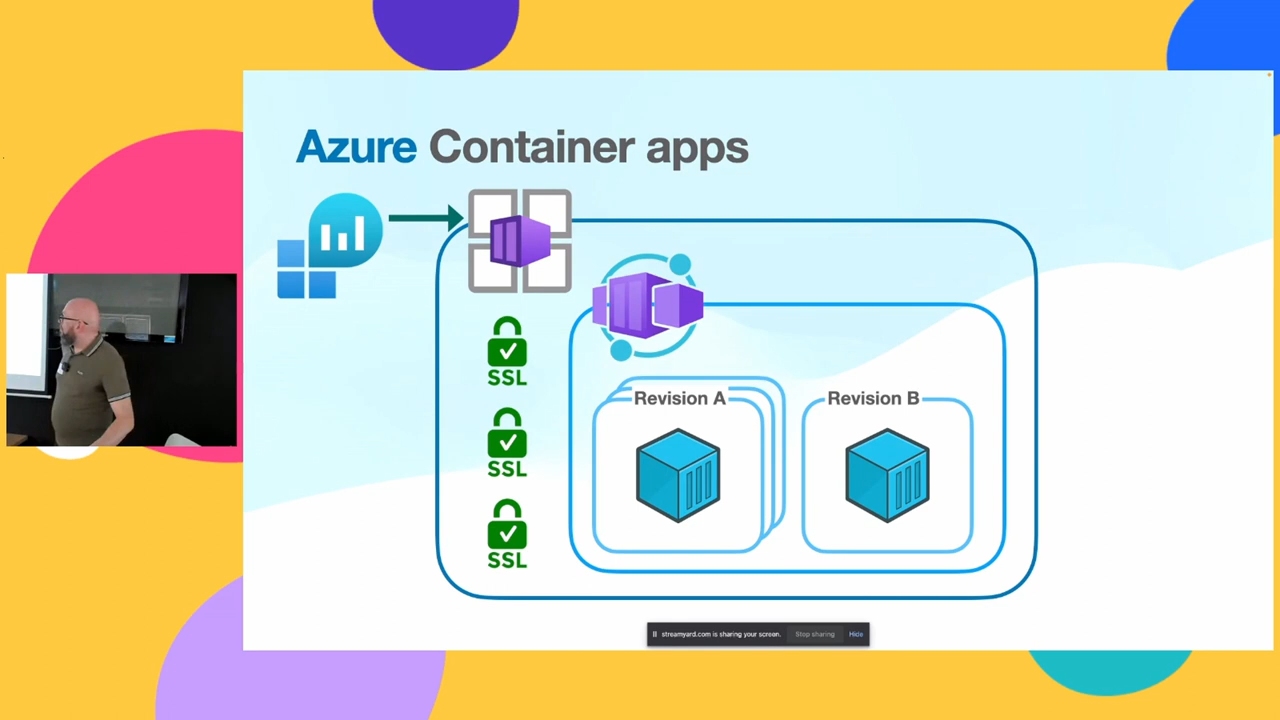 Azure Container apps
SSL
SSL
SSL
Revision A
Revision B
streamyard.com is sharing your screen. Stop sharing Hide